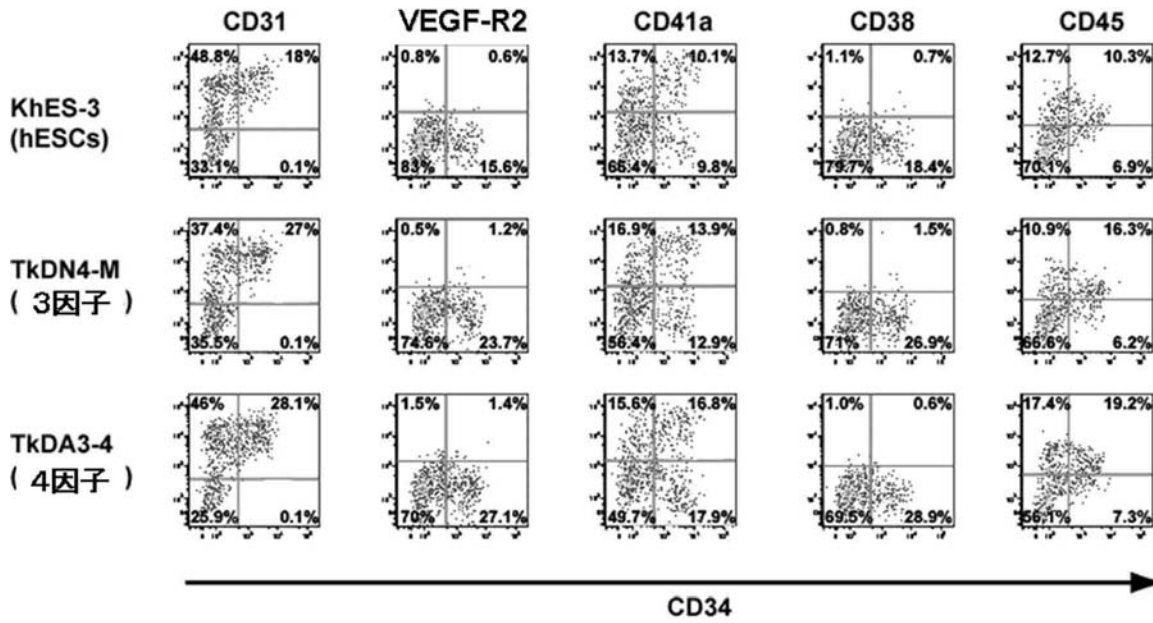 CD31 VEGF-R2 CD41a CD38 CD45
48.8% 18% 0.8% 0.6% 13.7% 10.1% 1.1% 0.7% 12.7% 10.3%
KhES-3
(hESCs)
33.1% 0.1% 83% 15.6% 66.4% 9.8% 79.7% 18.4% 70.1% 6.9%
37.4% 27% 0.5% 1.2% 16.9% 13.9% 0.8% 1.5% 10.9% 16.3%
TkDN4-M
( 3因子 )
35.5% 0.1% 74.6% 23.7% 56.4% 12.9% 71% 26.9% 66.6% 6.2%
46% 28.1% 1.5% 1.4% 15.6% 16.8% 1.0% 0.6% 17.4% 19.2%
TkDA3-4
( 4因子 )
25.9% 0.1% 70% 27.1% 49.7% 17.9% 69.5% 28.9% 56.1% 7.3%
CD34